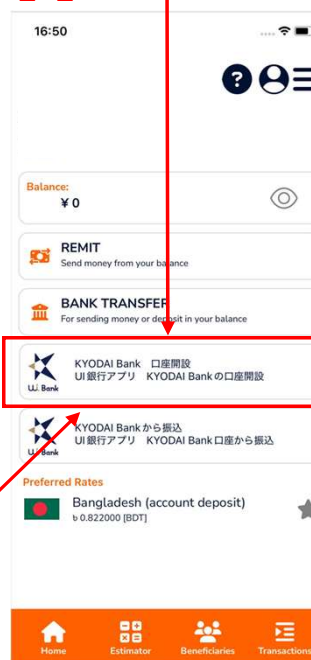 16:50
?
Balance:
¥ 0
REMIT
Send money from your balance
BANK TRANSFER
For sending money or deposit in your balance
KYODAI Bank 口座開設
UI銀行アプリ KYODAI Bankの口座開設
U.I. Bank
KYODAI Bankから振込
UI銀行アプリ KYODAI Bank口座から振込
U.I. Bank
Preferred Rates
Bangladesh (account deposit)
৳ 0.822000 [BDT]
Home Estimator Beneficiaries Transactions